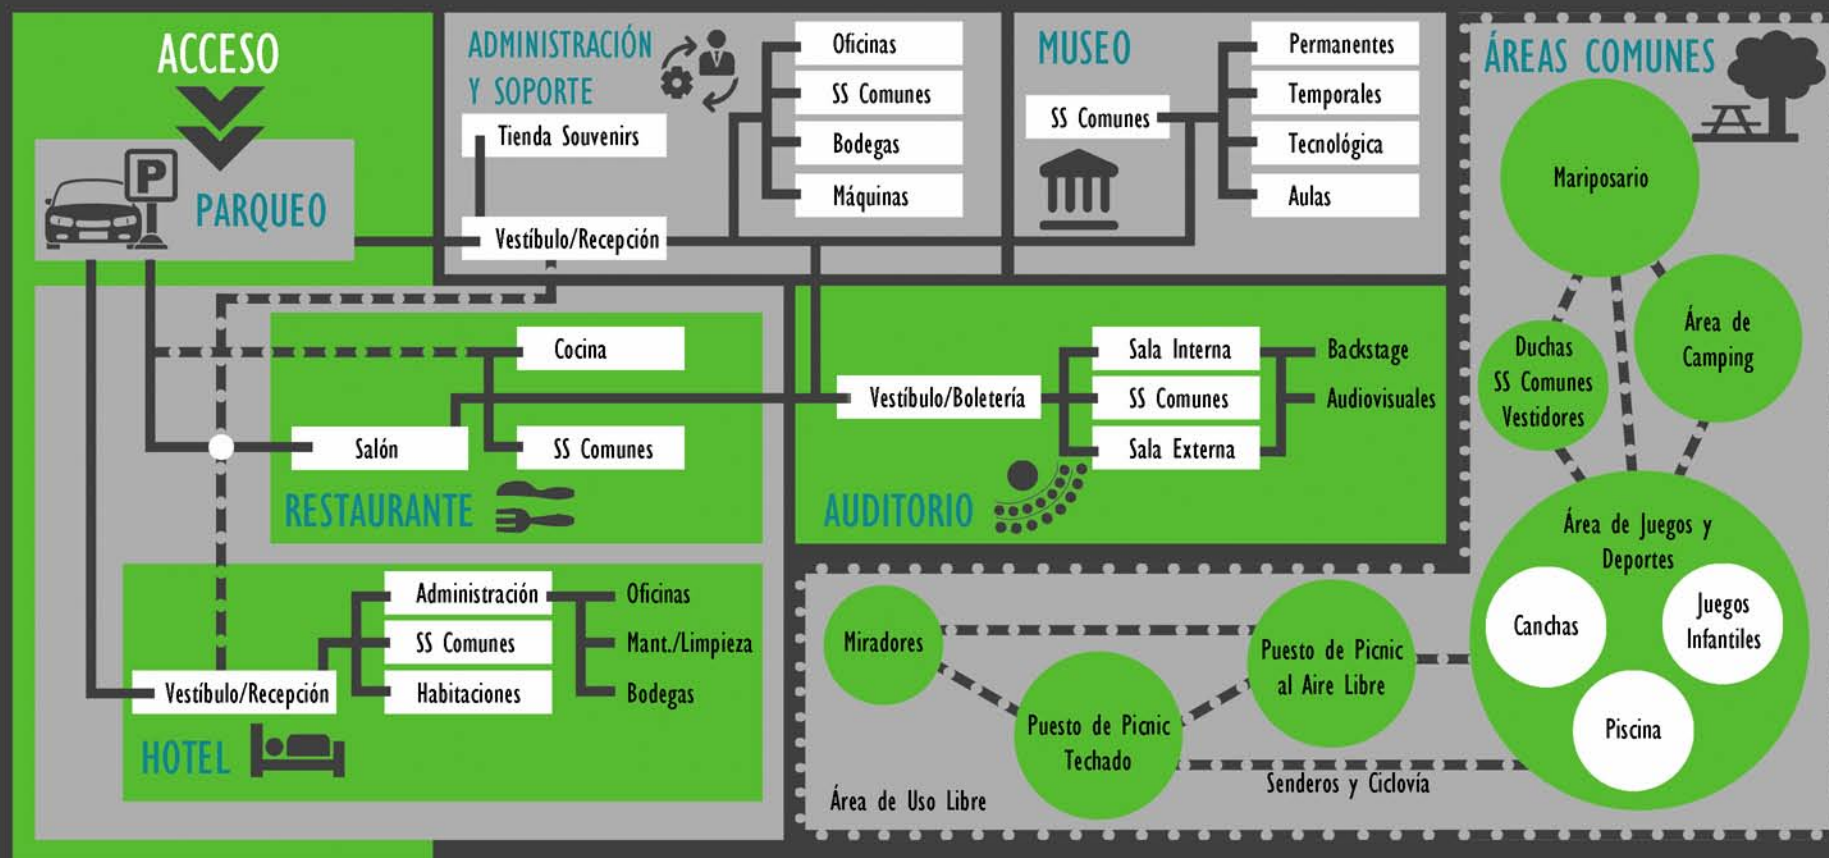 ACCESO
P
PARQUEO
ADMINISTRACIÓN
Y SOPORTE
Tienda Souvenirs
Vestíbulo/Recepción
Oficinas
SS Comunes
Bodegas
Máquinas
MUSEO
SS Comunes
Permanentes
Temporales
Tecnológica
Aulas
ÁREAS COMUNES
Mariposario
Área de
Camping
Duchas
SS Comunes
Vestidores
Área de Juegos y
Deportes
Canchas
Juegos
Infantiles
Piscina
Cocina
Salón
SS Comunes
RESTAURANTE
Vestíbulo/Boletería
Sala Interna
SS Comunes
Sala Externa
Backstage
Audiovisuales
AUDITORIO
Administración
SS Comunes
Habitaciones
Oficinas
Mant./Limpieza
Bodegas
Vestíbulo/Recepción
HOTEL
Miradores
Puesto de Picnic
Techado
Puesto de Picnic
al Aire Libre
Senderos y Ciclovía
Área de Uso Libre